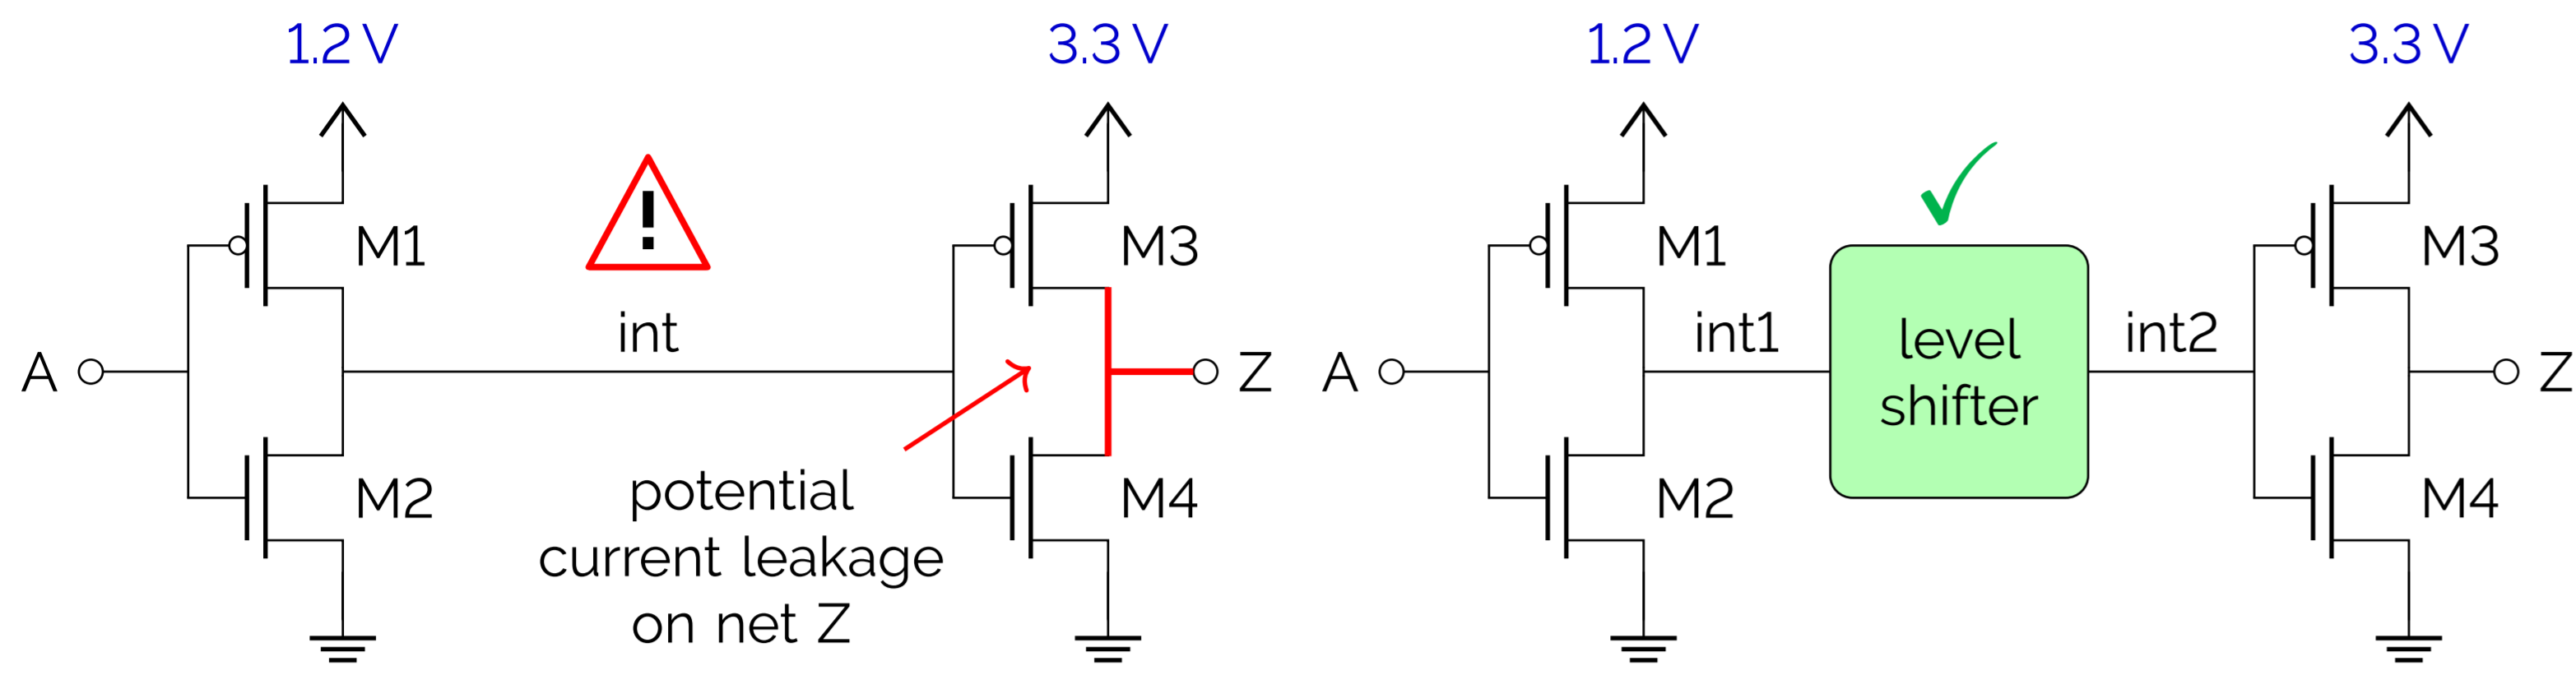 1.2 V
3.3 V
1.2 V
3.3 V
!
M1
M3
M1
M3
int
int1
level
shifter
int2
A
Z
A
Z
M2
potential
current leakage
on net Z
M4
M2
M4